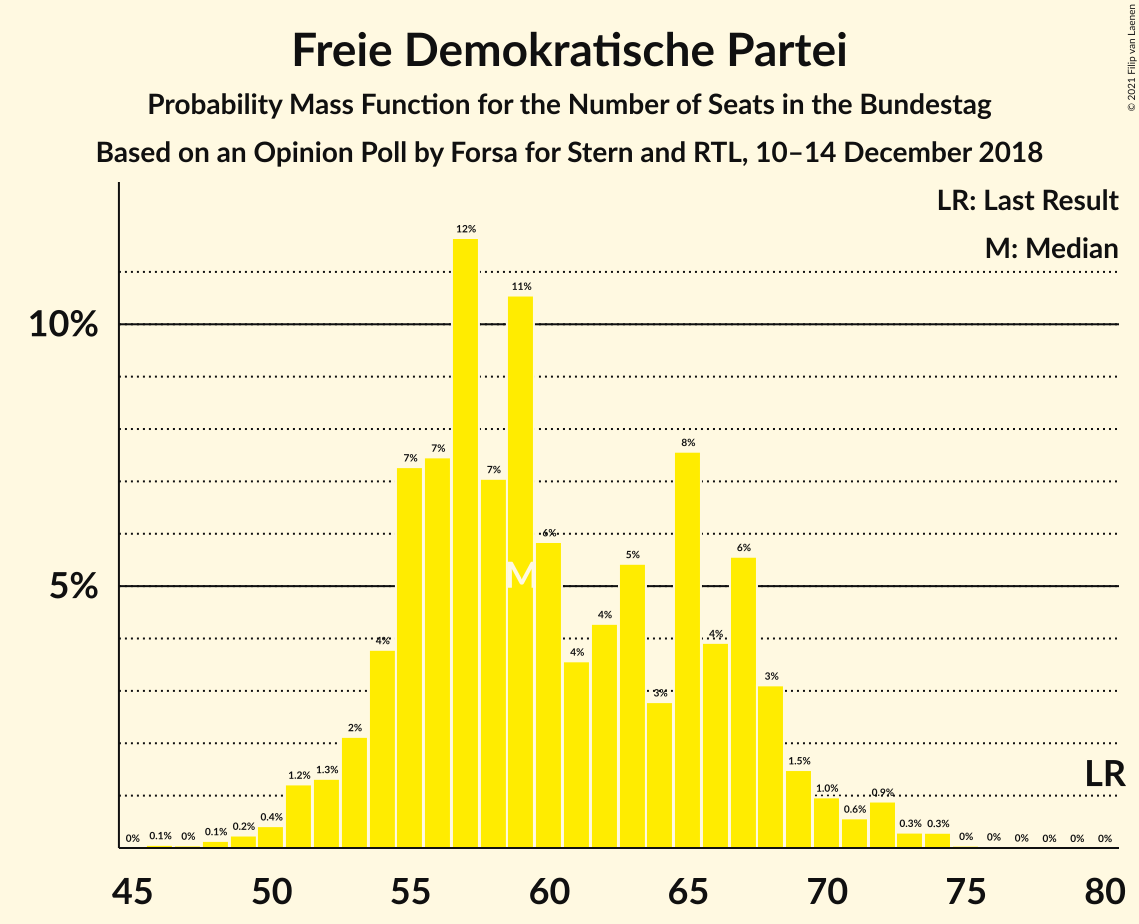 © 2021 Filip van Laenen
Freie Demokratische Partei
Probability Mass Function for the Number of Seats in the Bundestag
Based on an Opinion Poll by Forsa for Stern and RTL, 10–14 December 2018
LR: Last Result
M: Median
10%
5%
0% 0.1% 0% 0.1% 0.2% 0.4% 1.2% 1.3% 2% 4% 7% 7% 12% 7% 11% 6% 4% 4% 5% 3% 8% 4% 6% 3% 1.5% 1.0% 0.6% 0.9% 0.3% 0.3% 0% 0% 0% 0% 0% 0%
M
LR
45 50 55 60 65 70 75 80